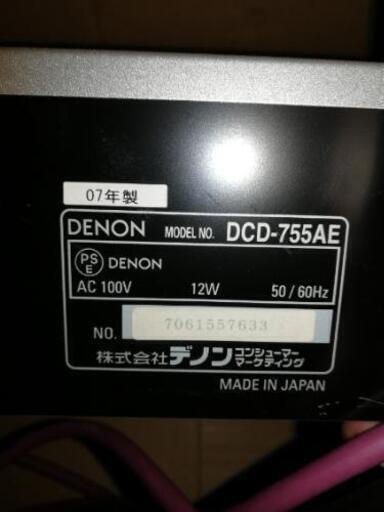 07年製
DENON MODEL NO. DCD-755AE
PS E DENON
AC 100V 12W 50/60Hz
NO. 7061557633
株式会社デノン コンシューマー マーケティング
MADE IN JAPAN